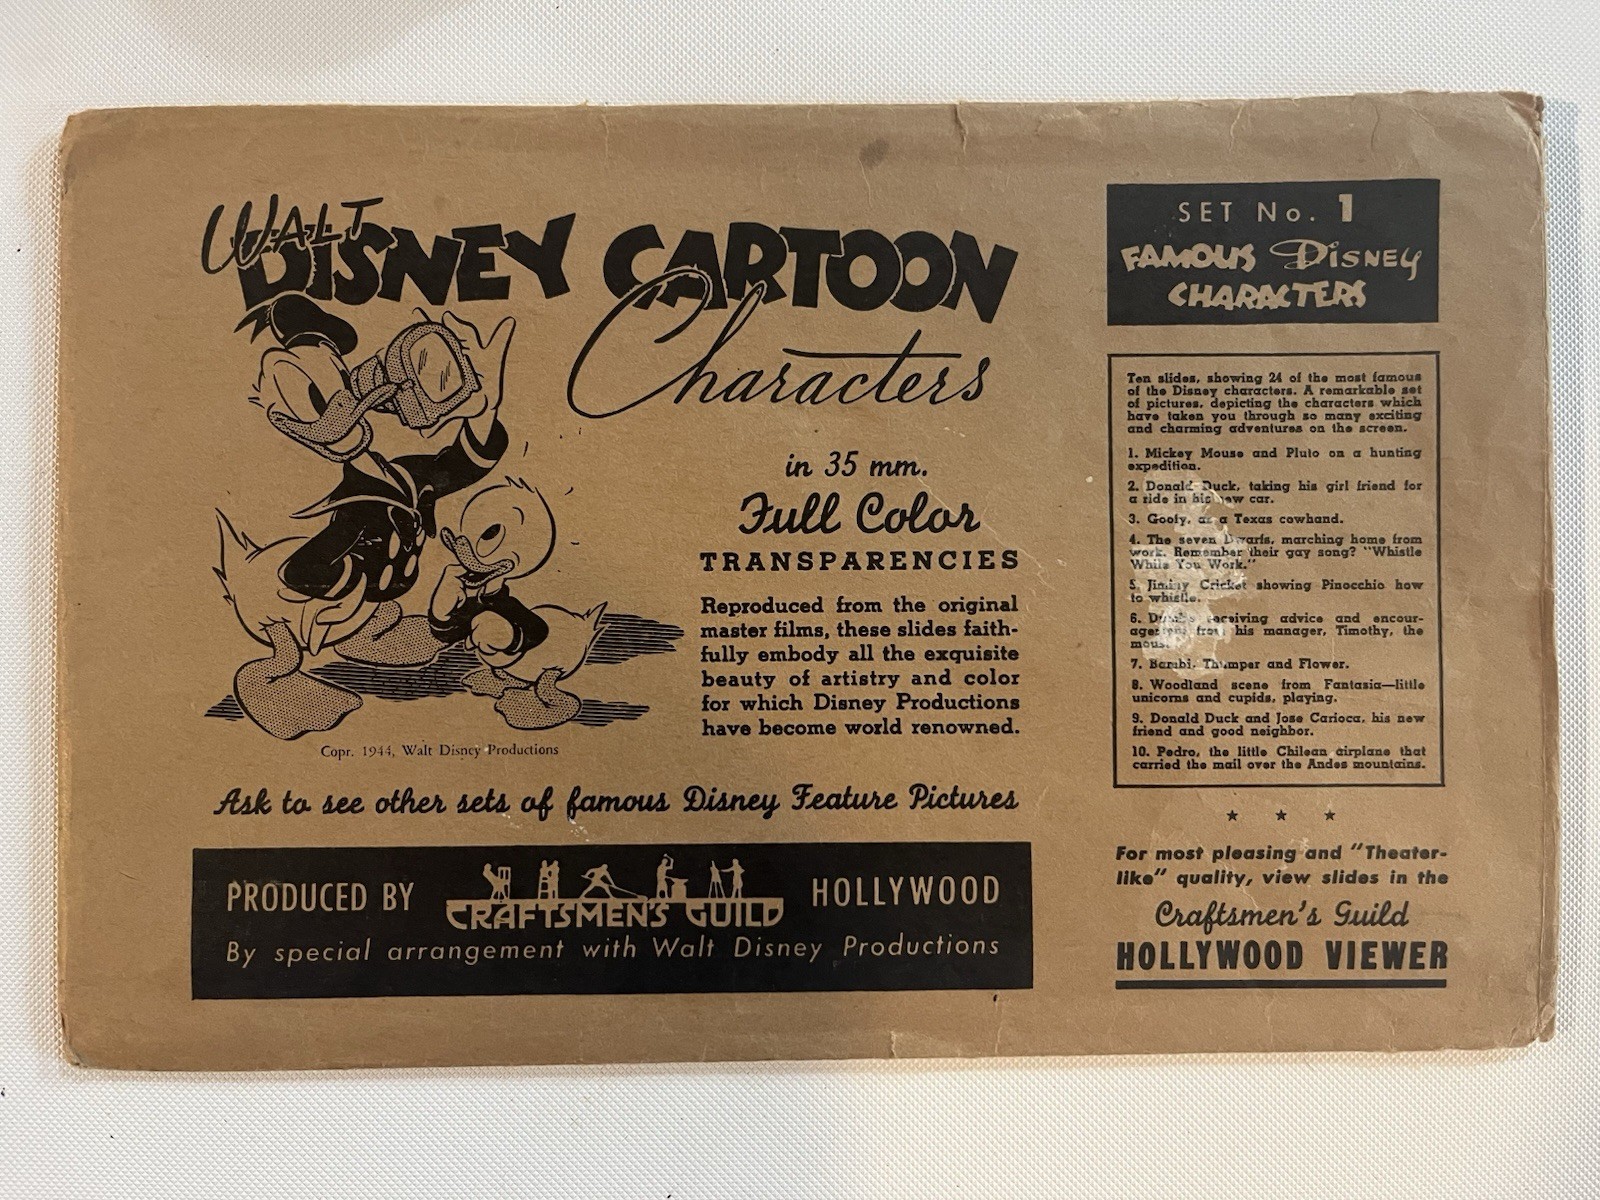 WALT
DISNEY CARTOON
Characters
in 35 mm.
Full Color
TRANSPARENCIES
Reproduced from the original
master films, these slides faith-
fully embody all the exquisite
beauty of artistry and color
for which Disney Productions
have become world renowned.
Copr. 1944, Walt Disney Productions
Ask to see other sets of famous Disney Feature Pictures
PRODUCED BY CRAFTSMEN'S GUILD HOLLYWOOD
By special arrangement with Walt Disney Productions
SET No. 1
FAMOUS DISNEY
CHARACTERS
Ten slides, showing 24 of the most famous
of the Disney characters. A remarkable set
of pictures, depicting the characters which
have taken you through so many exciting
and charming adventures on the screen.
1. Mickey Mouse and Pluto on a hunting
expedition.
2. Donald Duck, taking his girl friend for
a ride in his new car.
3. Goofy, as a Texas cowhand.
4. The seven Dwarfs, marching home from
work. Remember their gay song? "Whistle
While You Work."
5. Jiminy Cricket showing Pinocchio how
to whistle.
6. Dumbo receiving advice and encour-
agement from his manager, Timothy, the
mouse.
7. Bambi, Thumper and Flower.
8. Woodland scene from Fantasia—little
unicorns and cupids, playing.
9. Donald Duck and Jose Carioca, his new
friend and good neighbor.
10. Pedro, the little Chilean airplane that
carried the mail over the Andes mountains.
★ ★ ★
For most pleasing and "Theater-
like" quality, view slides in the
Craftsmen's Guild
HOLLYWOOD VIEWER